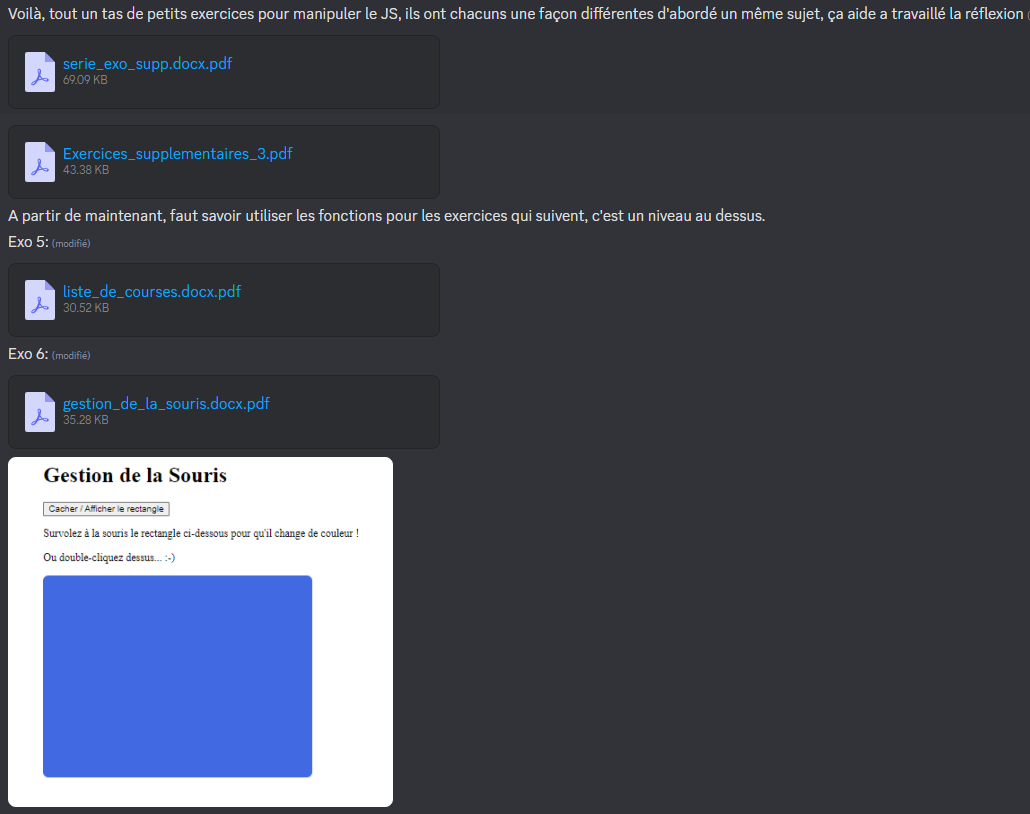 Voilà, tout un tas de petits exercices pour manipuler le JS, ils ont chacuns une façon différentes d'abordé un même sujet, ça aide a travaillé la réflexion
serie_exo_supp.docx.pdf
69.09 KB
Exercices_supplementaires_3.pdf
43.38 KB
A partir de maintenant, faut savoir utiliser les fonctions pour les exercices qui suivent, c'est un niveau au dessus.
Exo 5: (modifié)
liste_de_courses.docx.pdf
30.52 KB
Exo 6: (modifié)
gestion_de_la_souris.docx.pdf
35.28 KB
Gestion de la Souris
Cacher / Afficher le rectangle
Survolez à la souris le rectangle ci-dessous pour qu'il change de couleur !
Ou double-cliquez dessus... :-)